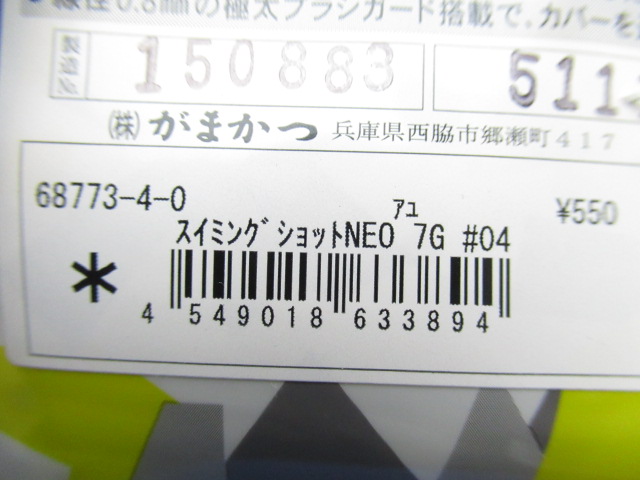 線径0.8mmの極太ブラシガード搭載で、カバーを
製造№ 150883 511
(株) がまかつ 兵庫県西脇市郷瀬町417
68773-4-0 ｱﾕ ¥550
ｽｲﾐﾝｸﾞｼｮｯﾄNEO 7G #04
*
4 549018 633894